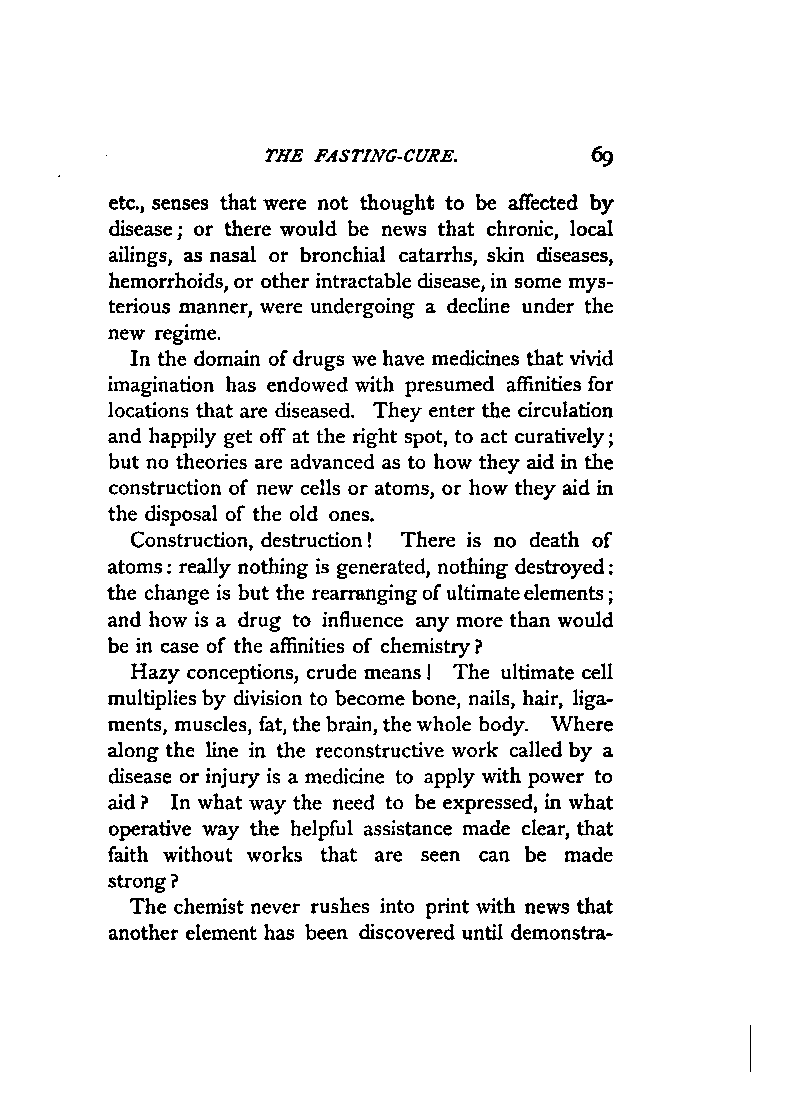 THE FASTING-CURE. 69
etc., senses that were not thought to be affected by
disease; or there would be news that chronic, local
ailings, as nasal or bronchial catarrhs, skin diseases,
hemorrhoids, or other intractable disease, in some mys-
terious manner, were undergoing a decline under the
new regime.
In the domain of drugs we have medicines that vivid
imagination has endowed with presumed affinities for
locations that are diseased. They enter the circulation
and happily get off at the right spot, to act curatively;
but no theories are advanced as to how they aid in the
construction of new cells or atoms, or how they aid in
the disposal of the old ones.
Construction, destruction! There is no death of
atoms: really nothing is generated, nothing destroyed:
the change is but the rearranging of ultimate elements;
and how is a drug to influence any more than would
be in case of the affinities of chemistry?
Hazy conceptions, crude means! The ultimate cell
multiplies by division to become bone, nails, hair, liga-
ments, muscles, fat, the brain, the whole body. Where
along the line in the reconstructive work called by a
disease or injury is a medicine to apply with power to
aid? In what way the need to be expressed, in what
operative way the helpful assistance made clear, that
faith without works that are seen can be made
strong?
The chemist never rushes into print with news that
another element has been discovered until demonstra-